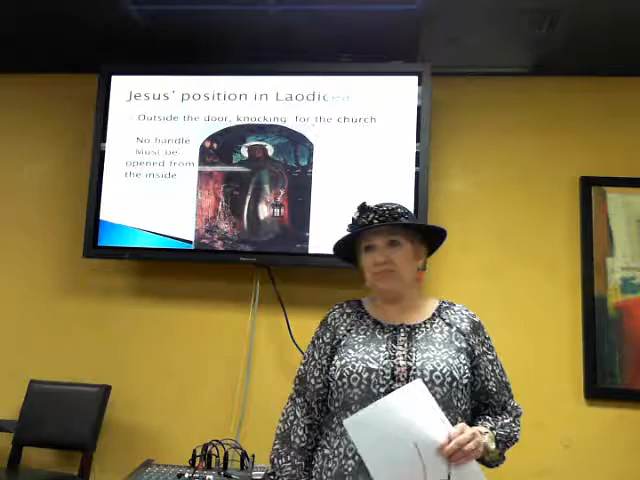 Jesus' position in Laodicea
Outside the door, knocking for the church
No handle
Must be
opened from
the inside
Panasonic